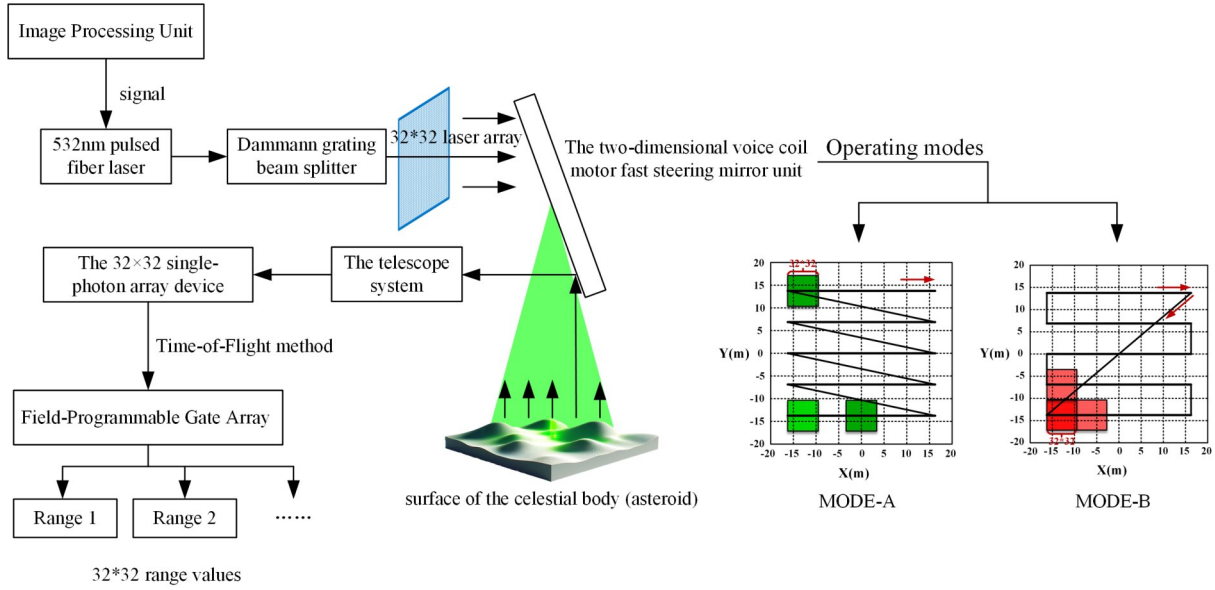 Image Processing Unit
signal
532nm pulsed
fiber laser
Dammann grating
beam splitter
32*32 laser array
The two-dimensional voice coil
motor fast steering mirror unit
Operating modes
The 32×32 single-
photon array device
The telescope
system
Time-of-Flight method
Field-Programmable Gate Array
Range 1
Range 2
……
32*32 range values
surface of the celestial body (asteroid)
32*32
20
15
10
5
Y(m) 0
-5
-10
-15
-20
-20 -15 -10 -5 0 5 10 15 20
X(m)
MODE-A
20
15
10
5
Y(m) 0
-5
-10
-15
-20
32*32
-20 -15 -10 -5 0 5 10 15 20
X(m)
MODE-B